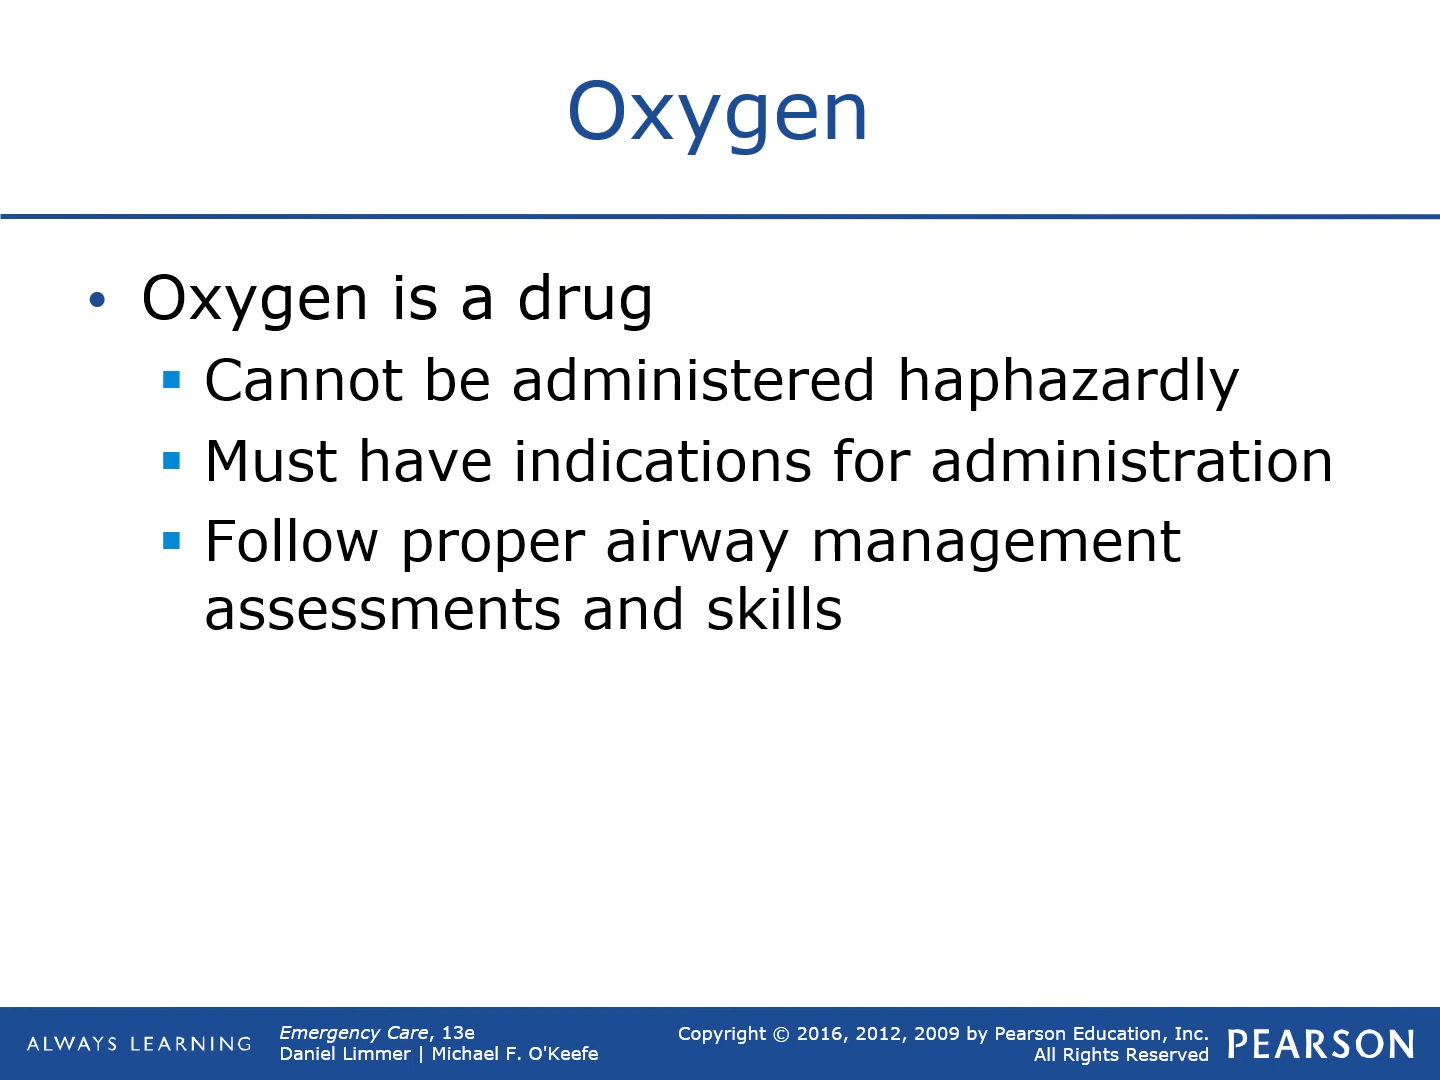 Oxygen
• Oxygen is a drug
▪ Cannot be administered haphazardly
▪ Must have indications for administration
▪ Follow proper airway management
assessments and skills
ALWAYS LEARNING
Emergency Care, 13e
Daniel Limmer | Michael F. O'Keefe
Copyright © 2016, 2012, 2009 by Pearson Education, Inc.
All Rights Reserved
PEARSON